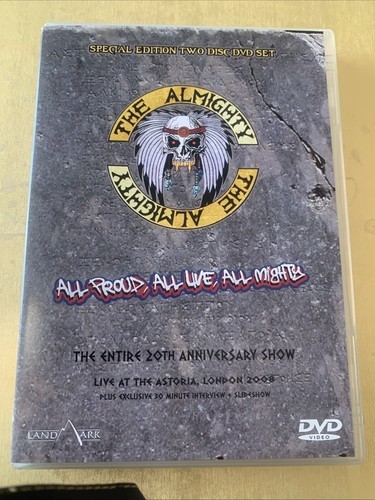 SPECIAL EDITION TWO DISC DVD SET
THE ALMIGHTY
THE ALMIGHTY
ALL PROUD, ALL LIVE, ALL MIGHTY
THE ENTIRE 20TH ANNIVERSARY SHOW
LIVE AT THE ASTORIA, LONDON 2008
PLUS EXCLUSIVE 30 MINUTE INTERVIEW + SLIDESHOW
LANDMARK
DVD
VIDEO